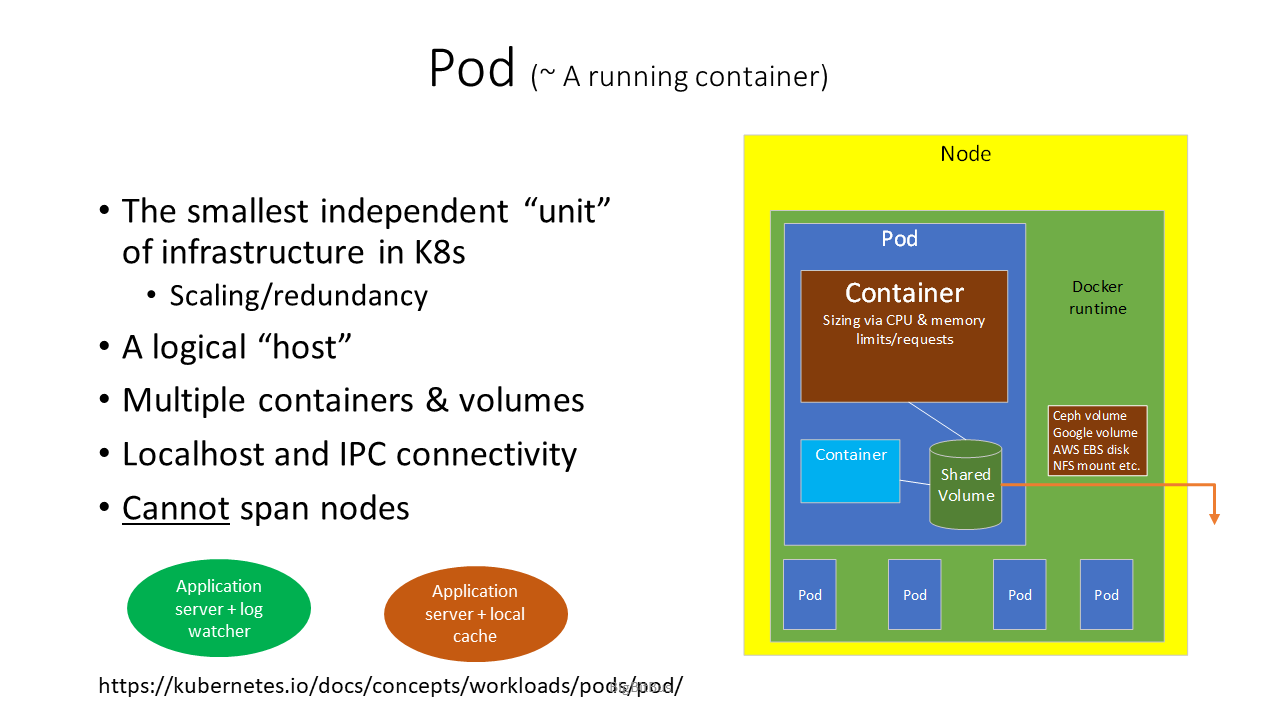 Pod (~ A running container)
• The smallest independent “unit”
of infrastructure in K8s
• Scaling/redundancy
• A logical “host”
• Multiple containers & volumes
• Localhost and IPC connectivity
• Cannot span nodes
Application
server + log
watcher
Application
server + local
cache
https://kubernetes.io/docs/concepts/workloads/pods/pod/
Node
Pod
Container
Sizing via CPU & memory
limits/requests
Docker
runtime
Ceph volume
Google volume
AWS EBS disk
NFS mount etc.
Container
Shared
Volume
Pod
Pod
Pod
Pod